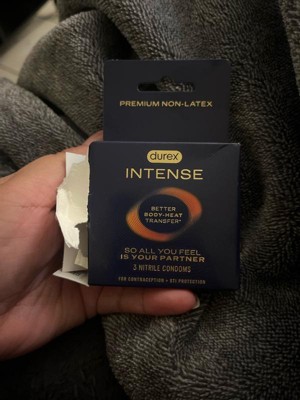 PREMIUM NON-LATEX
durex
INTENSE
BETTER
BODY-HEAT
TRANSFER*
SO ALL YOU FEEL
IS YOUR PARTNER
3 NITRILE CONDOMS
FOR CONTRACEPTION + STI PROTECTION